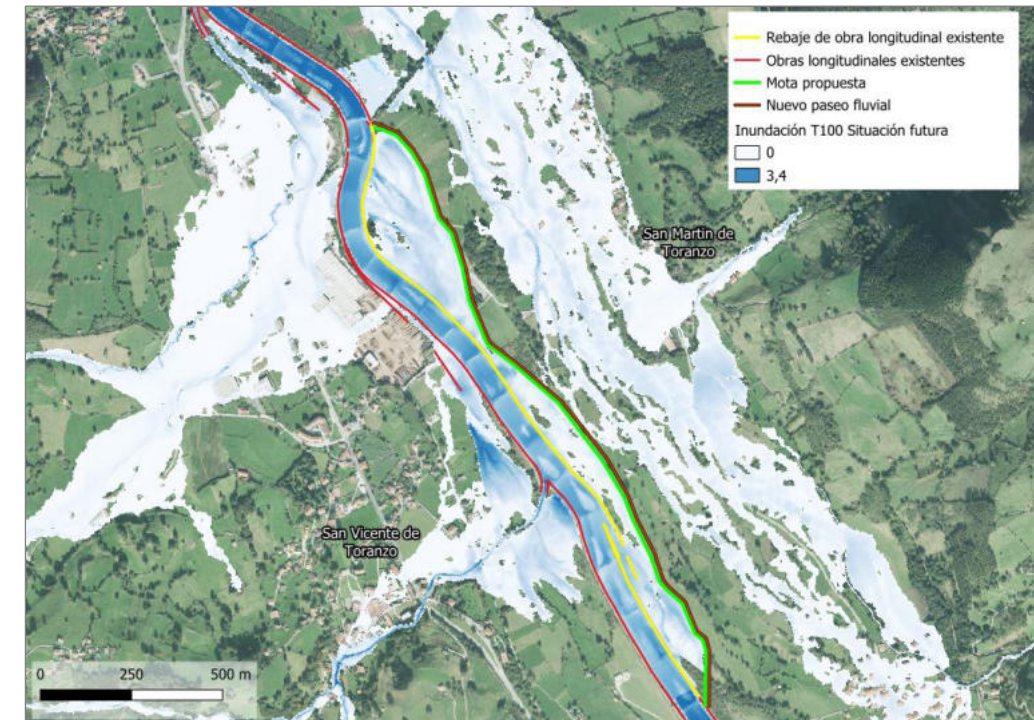 Rebaje de obra longitudinal existente
Obras longitudinales existentes
Mota propuesta
Nuevo paseo fluvial
Inundación T100 Situación futura
0
3,4
San Martin de
Toranzo
San Vicente de
Toranzo
0 250 500 m